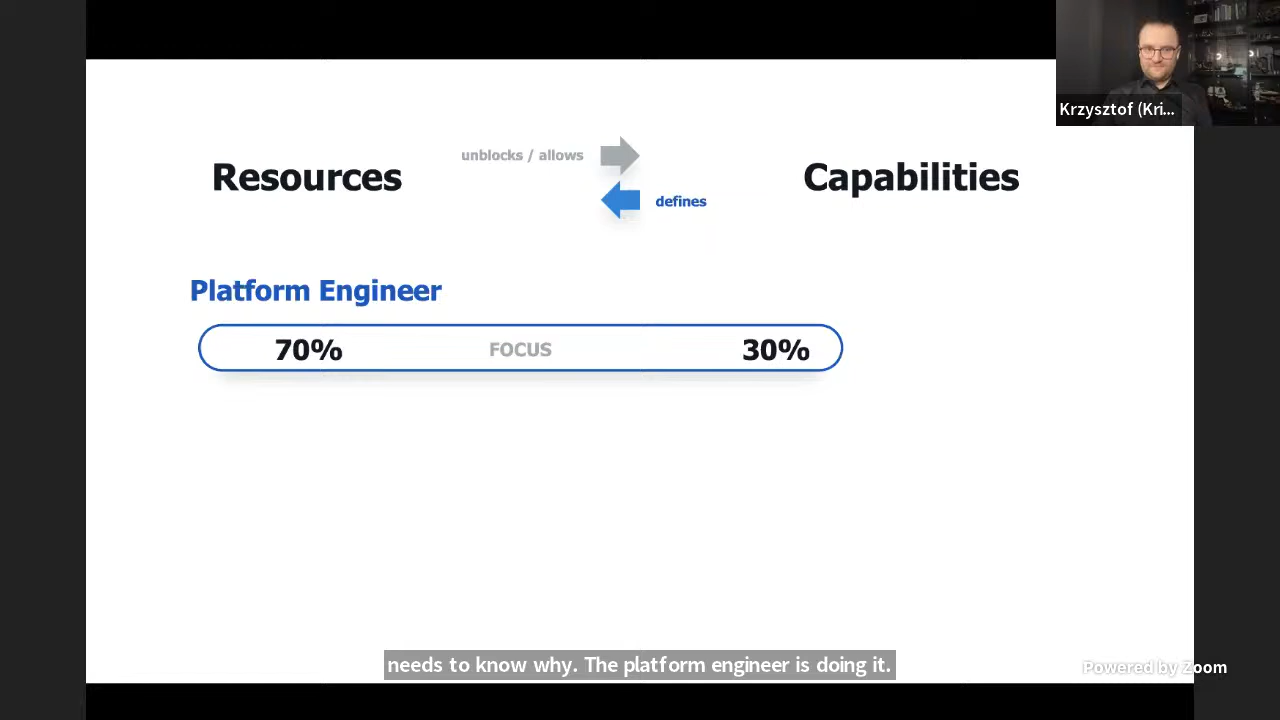 Krzysztof (Kri...
unblocks / allows
Resources
Capabilities
defines
Platform Engineer
70% FOCUS 30%
needs to know why. The platform engineer is doing it.
Powered by Zoom